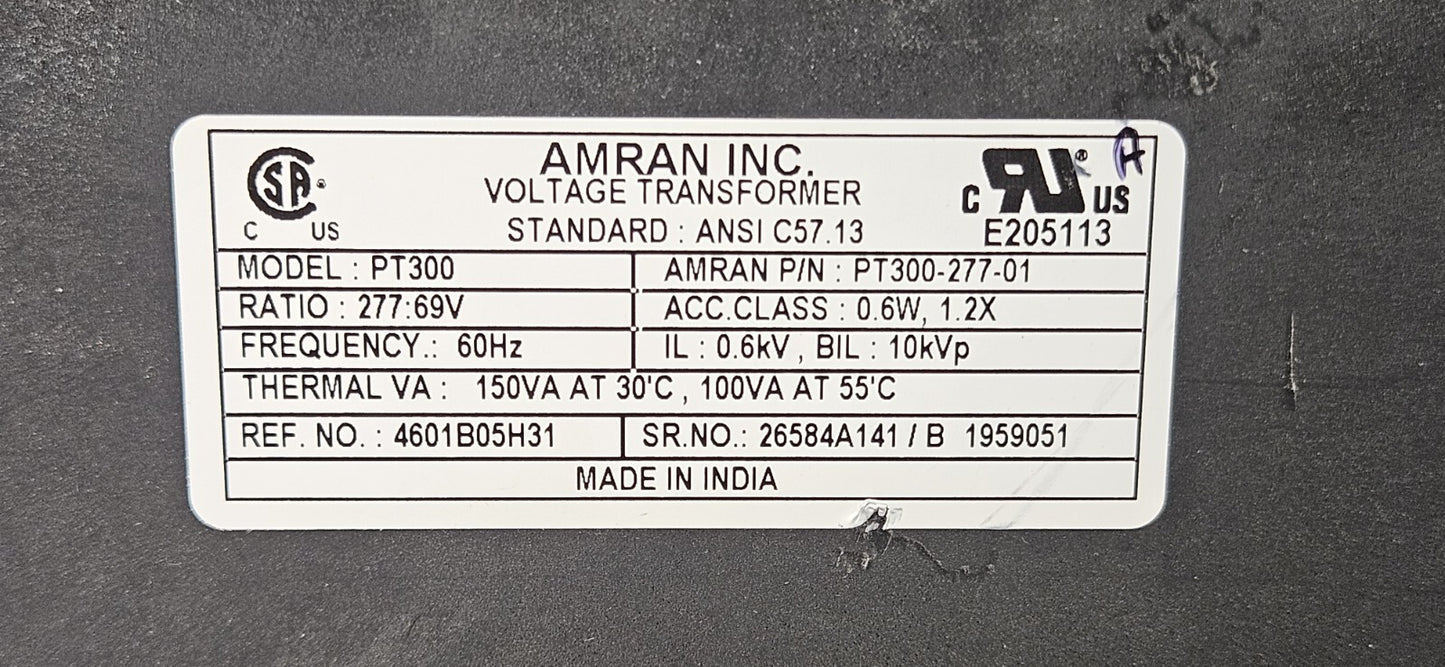 AMRAN INC.
VOLTAGE TRANSFORMER
STANDARD : ANSI C57.13
SA ®
C US
C RU ® US
E205113
A
MODEL : PT300
AMRAN P/N : PT300-277-01
RATIO : 277:69V
ACC.CLASS : 0.6W, 1.2X
FREQUENCY.: 60Hz
IL : 0.6kV , BIL : 10kVp
THERMAL VA : 150VA AT 30'C , 100VA AT 55'C
REF. NO. : 4601B05H31
SR.NO.: 26584A141 / B 1959051
MADE IN INDIA